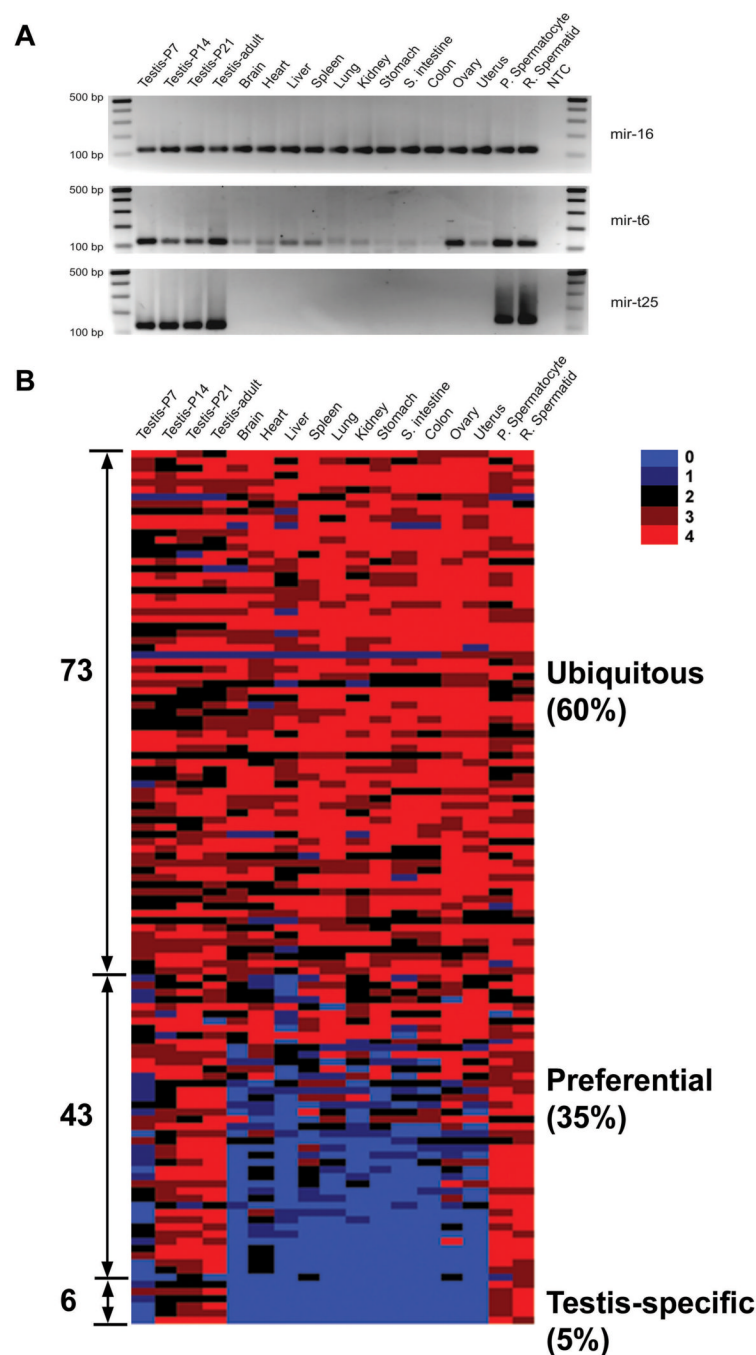 A
Testis-P7
Testis-P14
Testis-P21
Testis-adult
Brain
Heart
Liver
Spleen
Lung
Kidney
Stomach
S. intestine
Colon
Ovary
Uterus
P. Spermatocyte
R. Spermatid
NTC
500 bp
100 bp
mir-16
500 bp
100 bp
mir-t6
500 bp
100 bp
mir-t25
B
Testis-P7
Testis-P14
Testis-P21
Testis-adult
Brain
Heart
Liver
Spleen
Lung
Kidney
Stomach
S. intestine
Colon
Ovary
Uterus
P. Spermatocyte
R. Spermatid
0
1
2
3
4
73
Ubiquitous
(60%)
43
Preferential
(35%)
6
Testis-specific
(5%)